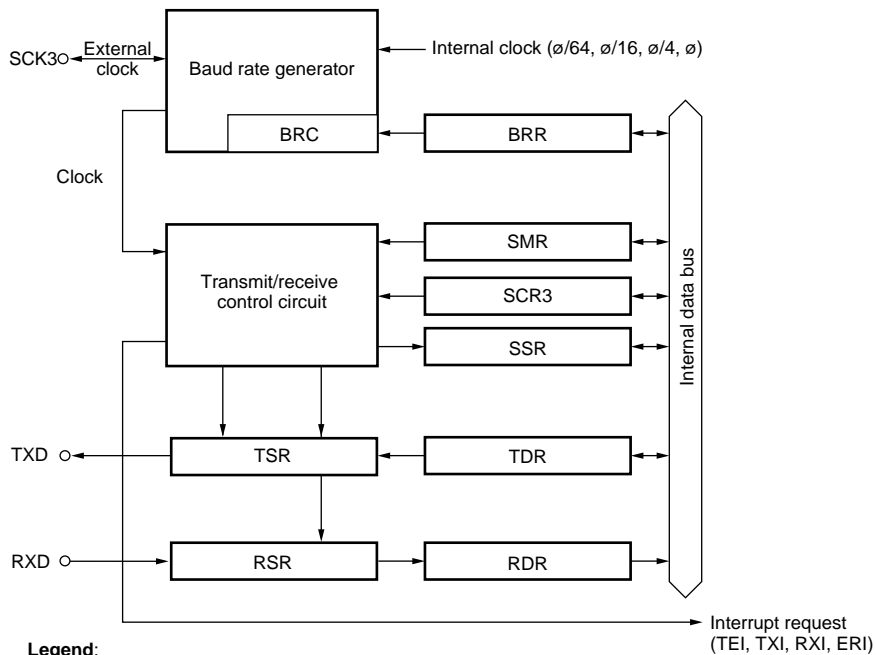 SCK3
External
clock
Internal clock (ø/64, ø/16, ø/4, ø)
Baud rate generator
BRC
BRR
Clock
SMR
Transmit/receive
control circuit
SCR3
SSR
Internal data bus
TXD
TSR
TDR
RXD
RSR
RDR
Interrupt request
(TEI, TXI, RXI, ERI)
Legend: